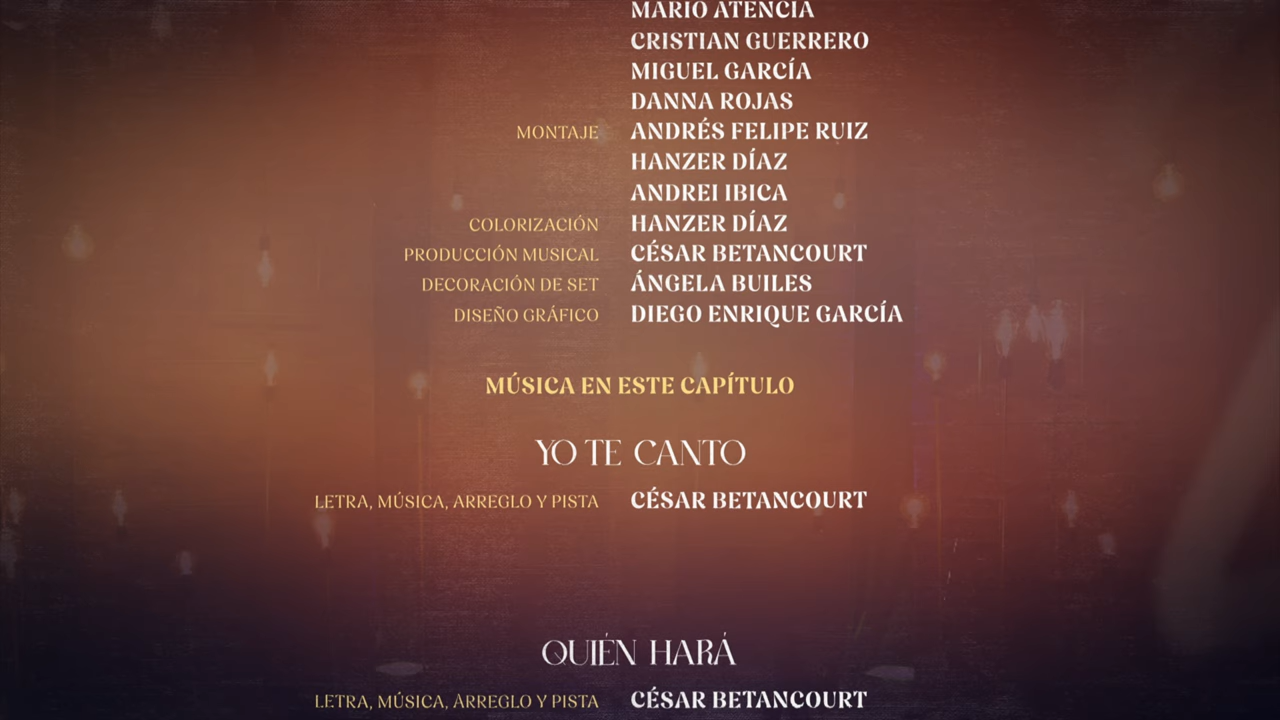 MARIO ATENCIA
CRISTIAN GUERRERO
MIGUEL GARCÍA
DANNA ROJAS
MONTAJE ANDRÉS FELIPE RUIZ
HANZER DÍAZ
ANDREI IBICA
COLORIZACIÓN HANZER DÍAZ
PRODUCCIÓN MUSICAL CÉSAR BETANCOURT
DECORACIÓN DE SET ÁNGELA BUILES
DISEÑO GRÁFICO DIEGO ENRIQUE GARCÍA
MÚSICA EN ESTE CAPÍTULO
YO TE CANTO
LETRA, MÚSICA, ARREGLO Y PISTA CÉSAR BETANCOURT
QUIÉN HARÁ
LETRA, MÚSICA, ARREGLO Y PISTA CÉSAR BETANCOURT